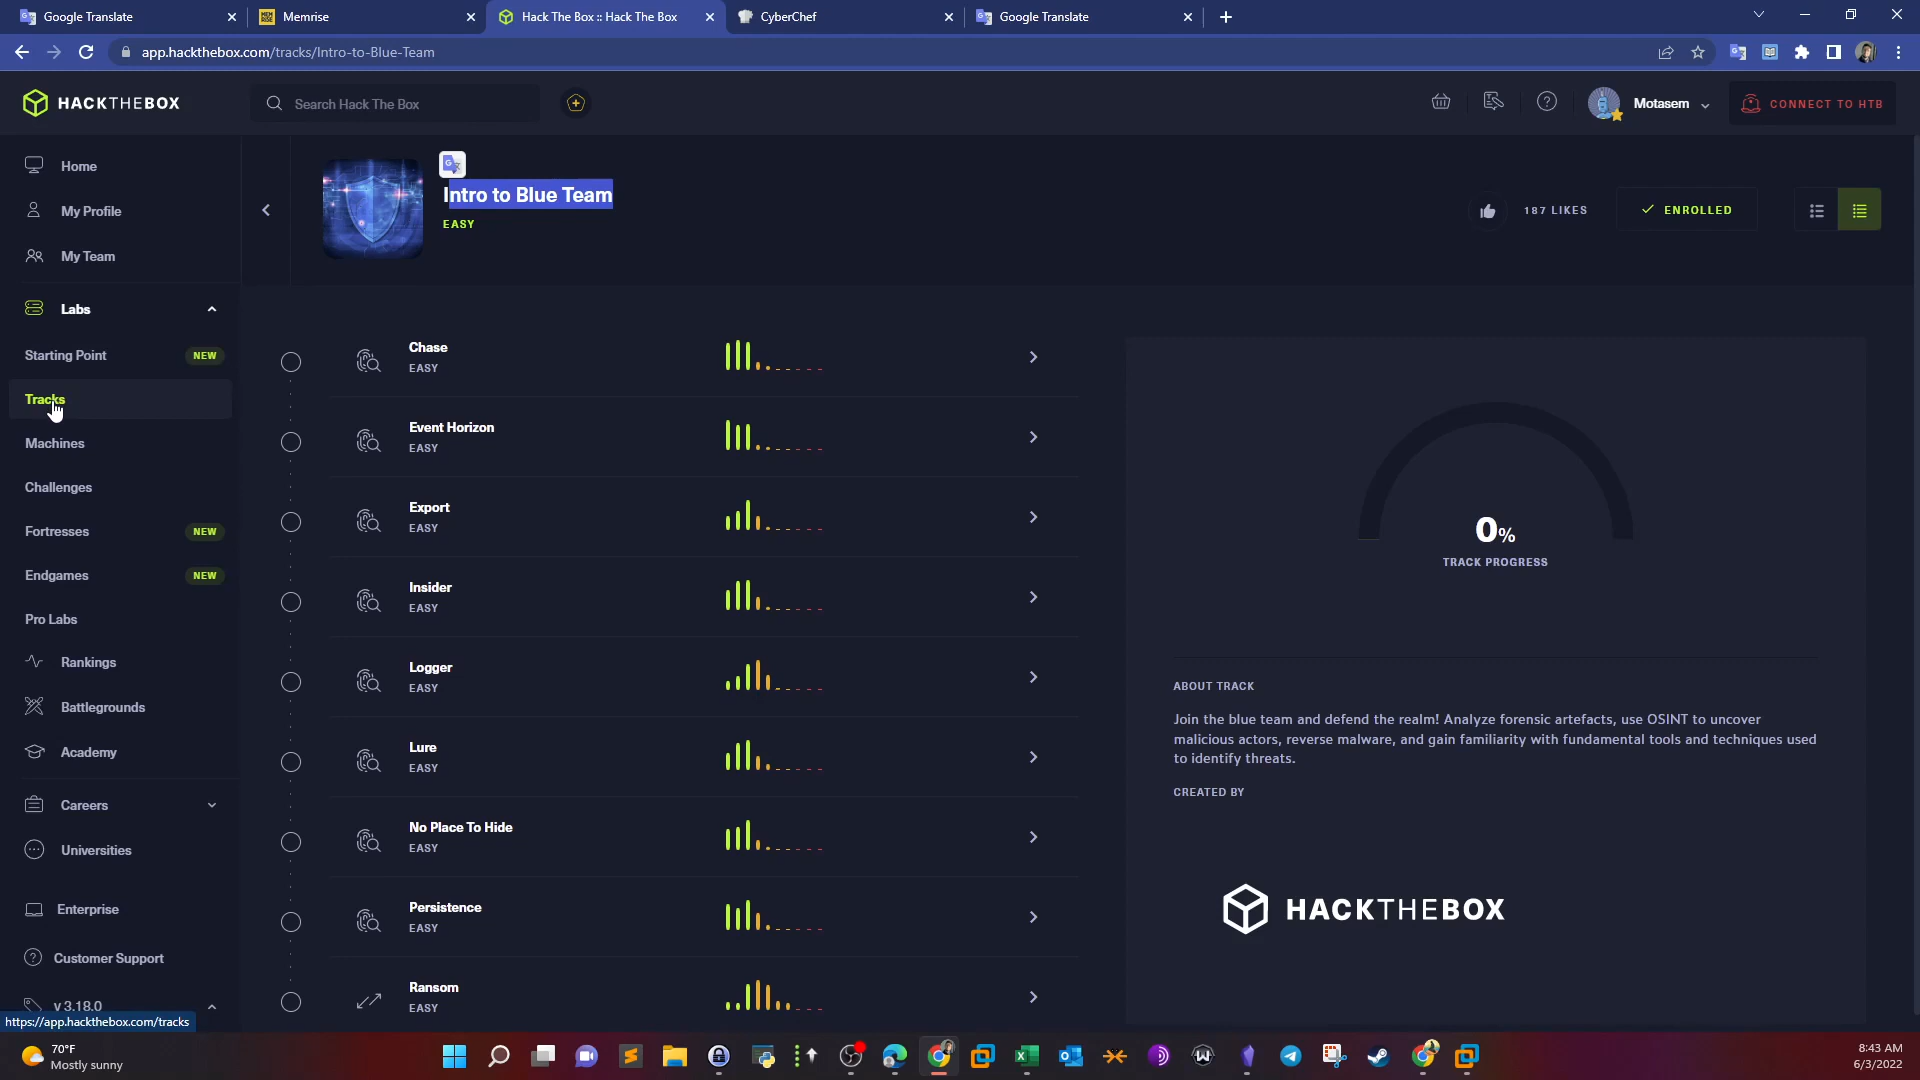 Google Translate
Memrise
Hack The Box :: Hack The Box
CyberChef
Google Translate
app.hackthebox.com/tracks/Intro-to-Blue-Team
HACKTHEBOX
Search Hack The Box
Motasem
CONNECT TO HTB
Home
My Profile
My Team
Labs
Starting Point NEW
Tracks
Machines
Challenges
Fortresses NEW
Endgames NEW
Pro Labs
Rankings
Battlegrounds
Academy
Careers
Universities
Enterprise
Customer Support
v 3.18.0
https://app.hackthebox.com/tracks
Intro to Blue Team
EASY
187 LIKES
ENROLLED
Chase
EASY
Event Horizon
EASY
Export
EASY
Insider
EASY
Logger
EASY
Lure
EASY
No Place To Hide
EASY
Persistence
EASY
Ransom
EASY
0%
TRACK PROGRESS
ABOUT TRACK
Join the blue team and defend the realm! Analyze forensic artefacts, use OSINT to uncover
malicious actors, reverse malware, and gain familiarity with fundamental tools and techniques used
to identify threats.
CREATED BY
HACKTHEBOX
70°F
Mostly sunny
8:43 AM
6/3/2022